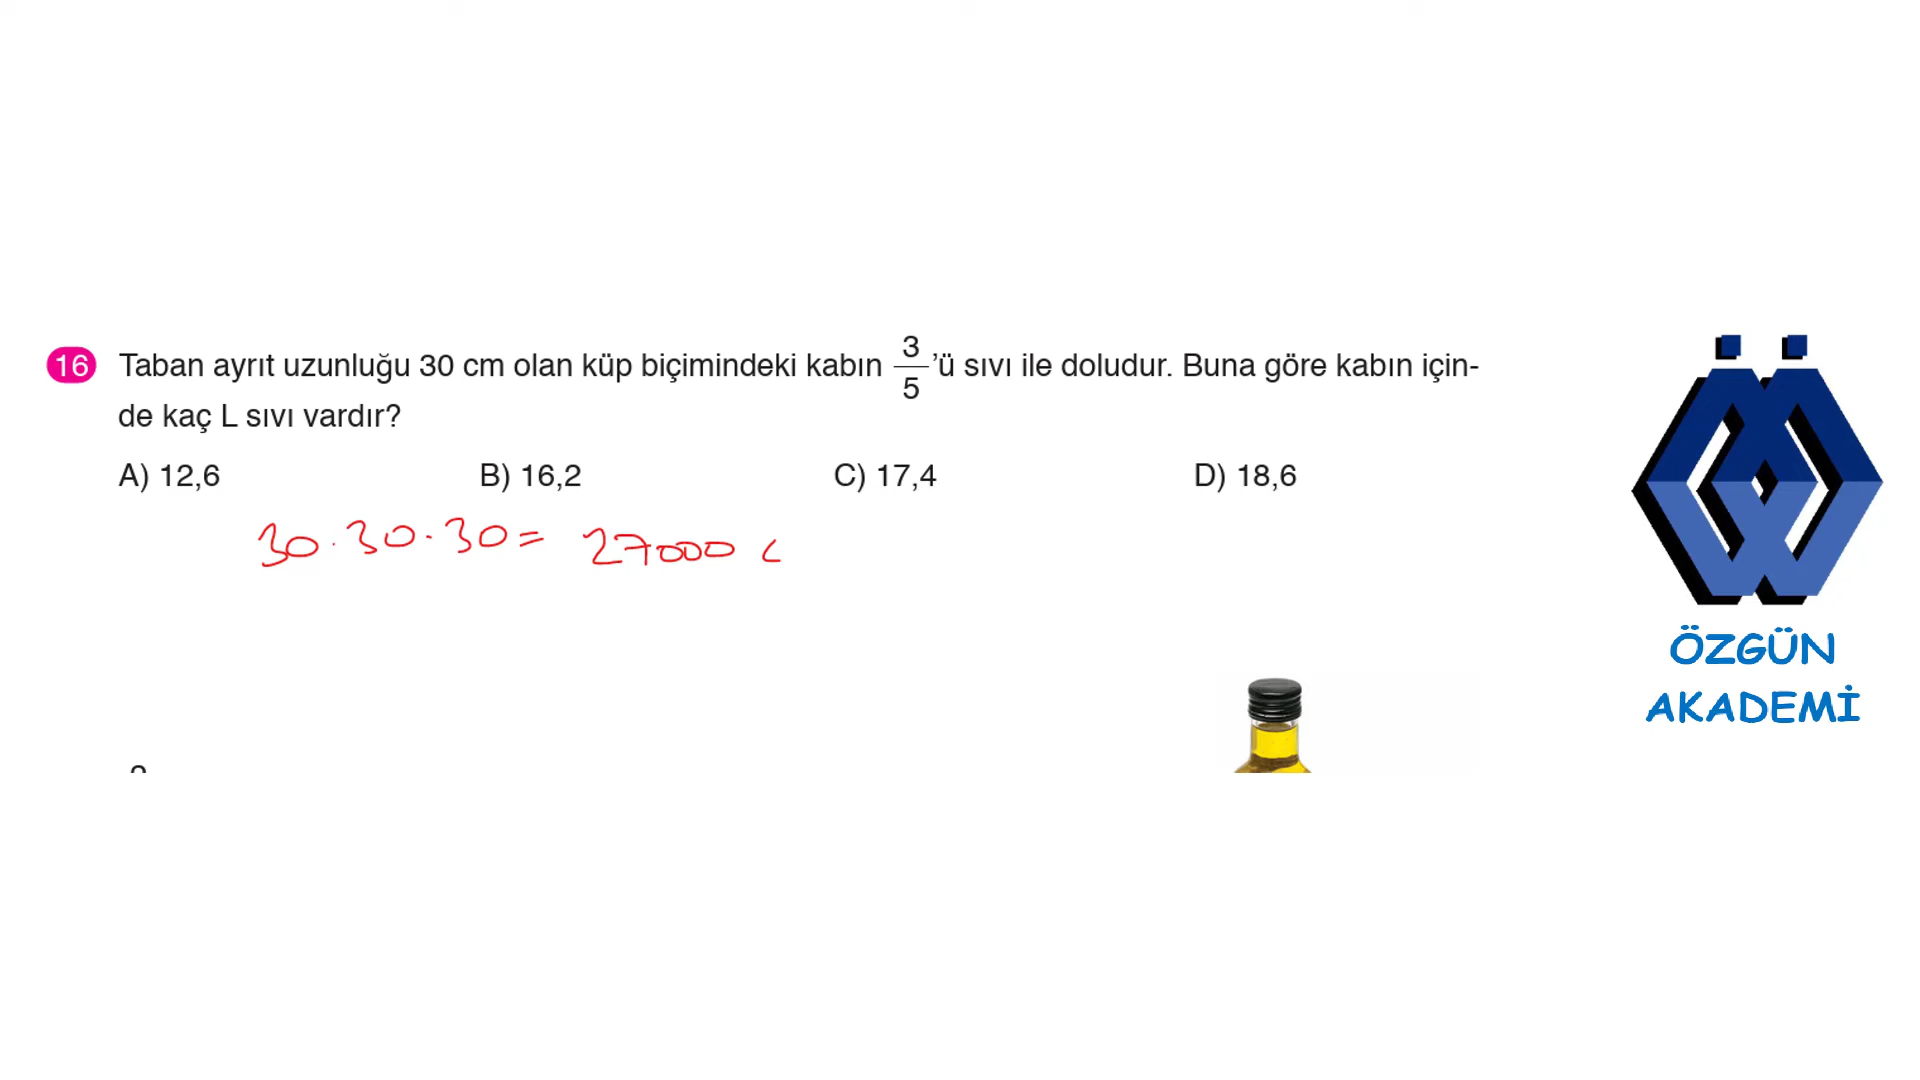 16 Taban ayrıt uzunluğu 30 cm olan küp biçimindeki kabın 3/5 'ü sıvı ile doludur. Buna göre kabın için-
de kaç L sıvı vardır?
A) 12,6 B) 16,2 C) 17,4 D) 18,6
30 . 30 . 30 = 27000 c
ÖZGÜN
AKADEMİ